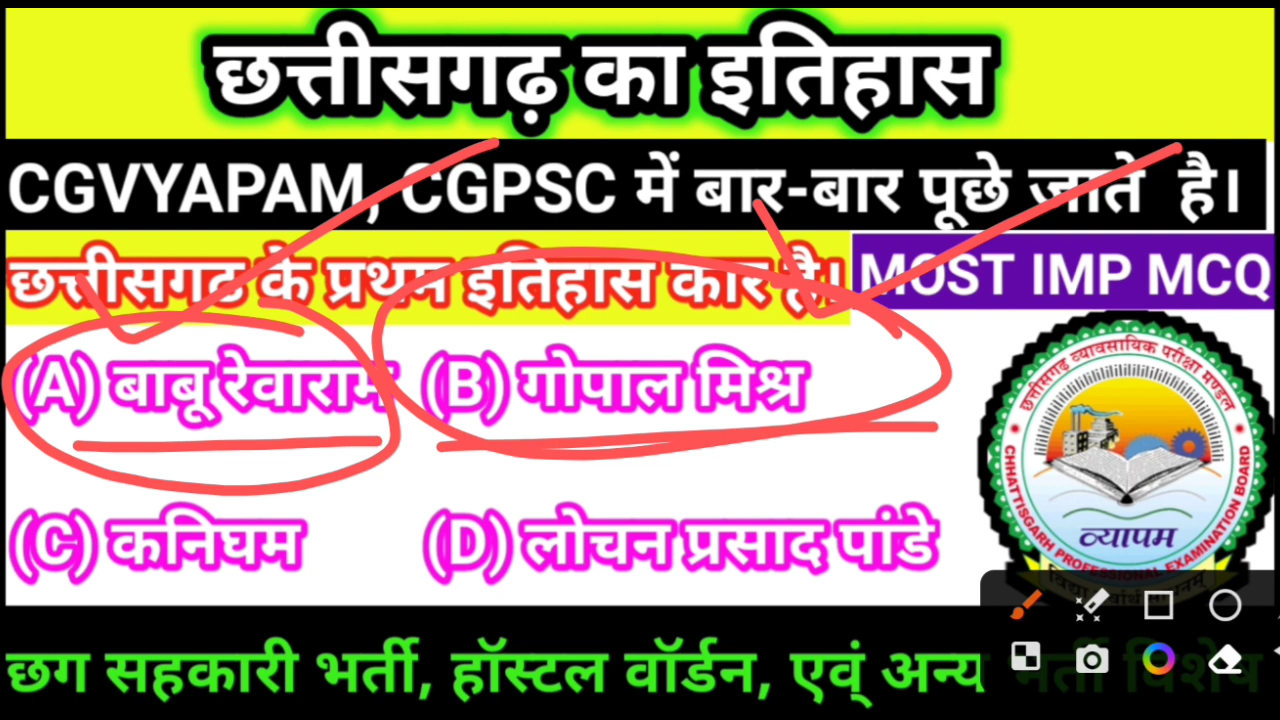 छत्तीसगढ़ का इतिहास
CGVYAPAM, CGPSC में बार-बार पूछे जाते है।
छत्तीसगढ के प्रथम इतिहास कार है।
MOST IMP MCQ
(A) बाबू रेवाराम
(B) गोपाल मिश्र
(C) कनिघम
(D) लोचन प्रसाद पांडे
छत्तीसगढ़ व्यावसायिक परीक्षा मण्डल
CHHATTISGARH PROFESSIONAL EXAMINATION BOARD
व्यापम
छग सहकारी भर्ती, हॉस्टल वॉर्डन, एवं अन्य भर्ती विशेष